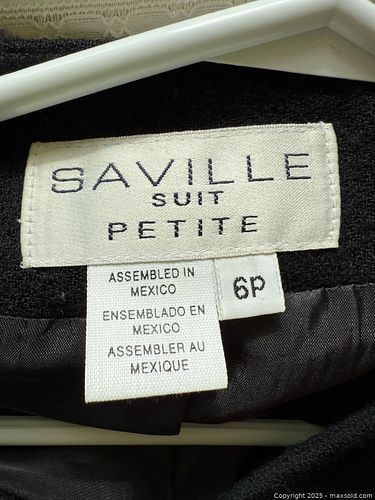 SAVILLE
SUIT
PETITE
ASSEMBLED IN
MEXICO
ENSEMBLADO EN
MEXICO
ASSEMBLER AU
MEXIQUE
6P
Copyright 2025 - maxsold.com